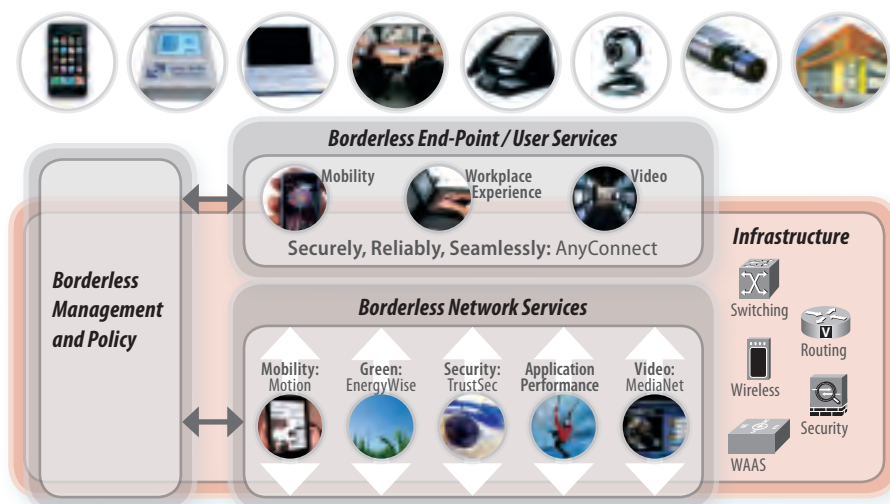 Borderless End-Point / User Services
Mobility
Workplace
Experience
Video
Securely, Reliably, Seamlessly: AnyConnect
Borderless
Management
and Policy
Borderless Network Services
Mobility:
Motion
Green:
EnergyWise
Security:
TrustSec
Application
Performance
Video:
MediaNet
Infrastructure
Switching
V
Routing
Wireless
Security
WAAS